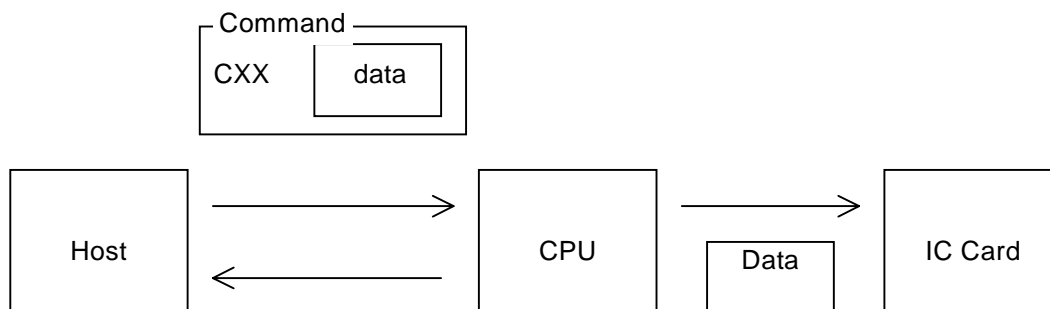 Command
CXX data
Host
CPU
Data
IC Card